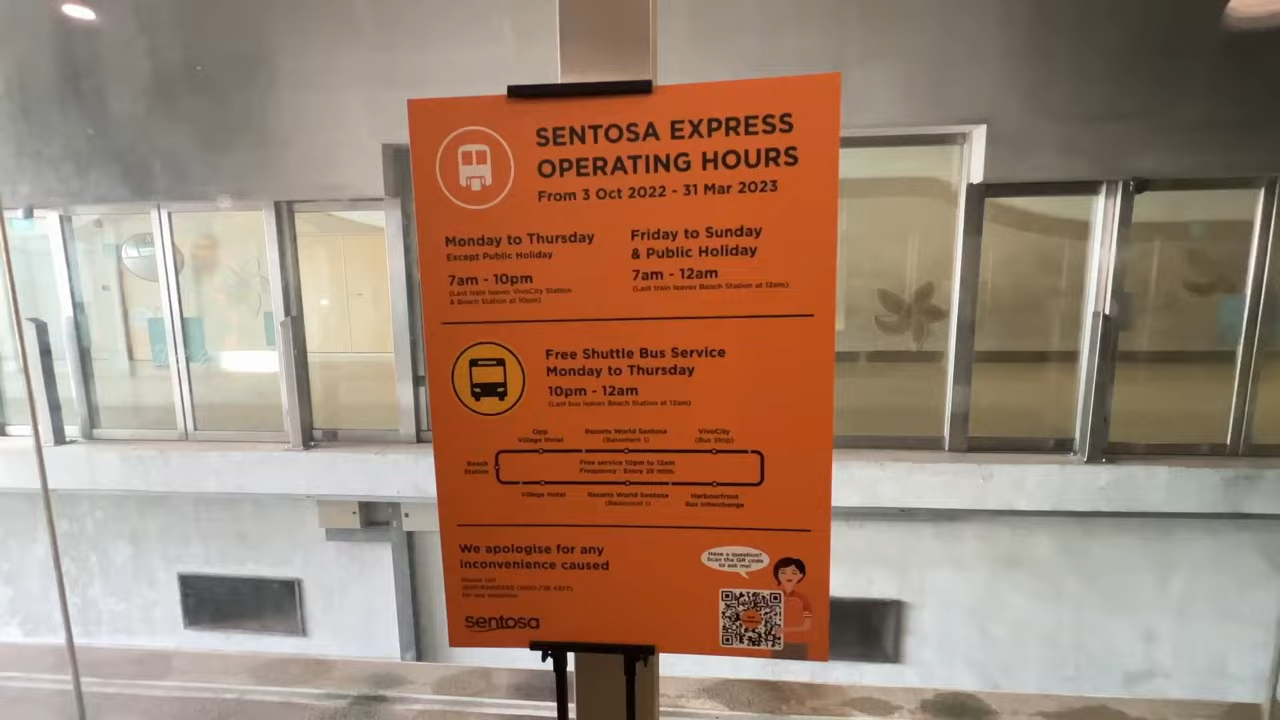 SENTOSA EXPRESS
OPERATING HOURS
From 3 Oct 2022 - 31 Mar 2023
Monday to Thursday
Except Public Holiday
7am - 10pm
(Last train leaves VivoCity Station
& Beach Station at 10pm)
Friday to Sunday
& Public Holiday
7am - 12am
(Last train leaves Beach Station at 12am)
Free Shuttle Bus Service
Monday to Thursday
10pm - 12am
(Last bus leaves Beach Station at 12am)
Opp
Village Hotel
Resorts World Sentosa
(Basement 1)
VivoCity
(Bus Stop)
Beach
Station
Free service 10pm to 12am
Frequency : Every
mins
Village Hotel
Resorts World Sentosa
(Basement 1)
Harbourfront
Bus Interchange
We apologise for any
inconvenience caused
Have a question?
Scan the QR code
to ask me!
sentosa